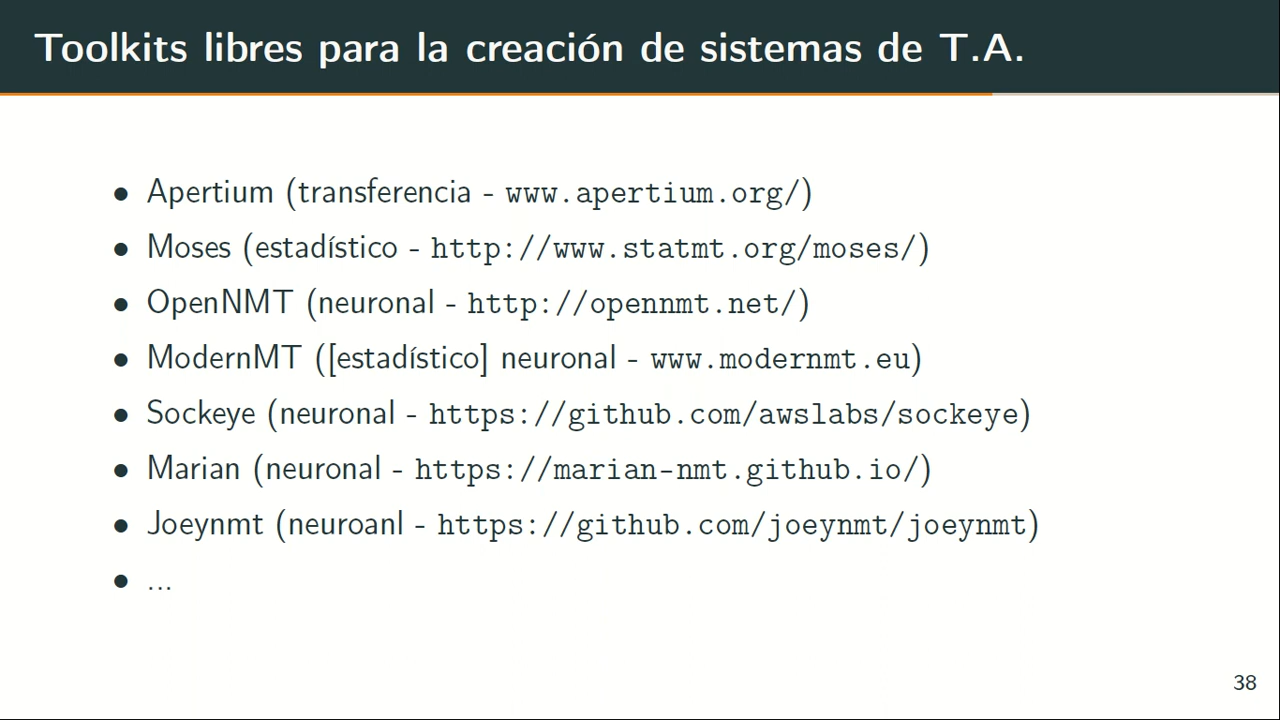 Toolkits libres para la creación de sistemas de T.A.
• Apertium (transferencia - www.apertium.org/)
• Moses (estadístico - http://www.statmt.org/moses/)
• OpenNMT (neuronal - http://opennmt.net/)
• ModernMT ([estadístico] neuronal - www.modernmt.eu)
• Sockeye (neuronal - https://github.com/awslabs/sockeye)
• Marian (neuronal - https://marian-nmt.github.io/)
• Joeynmt (neuroanl - https://github.com/joeynmt/joeynmt)
• ...
38